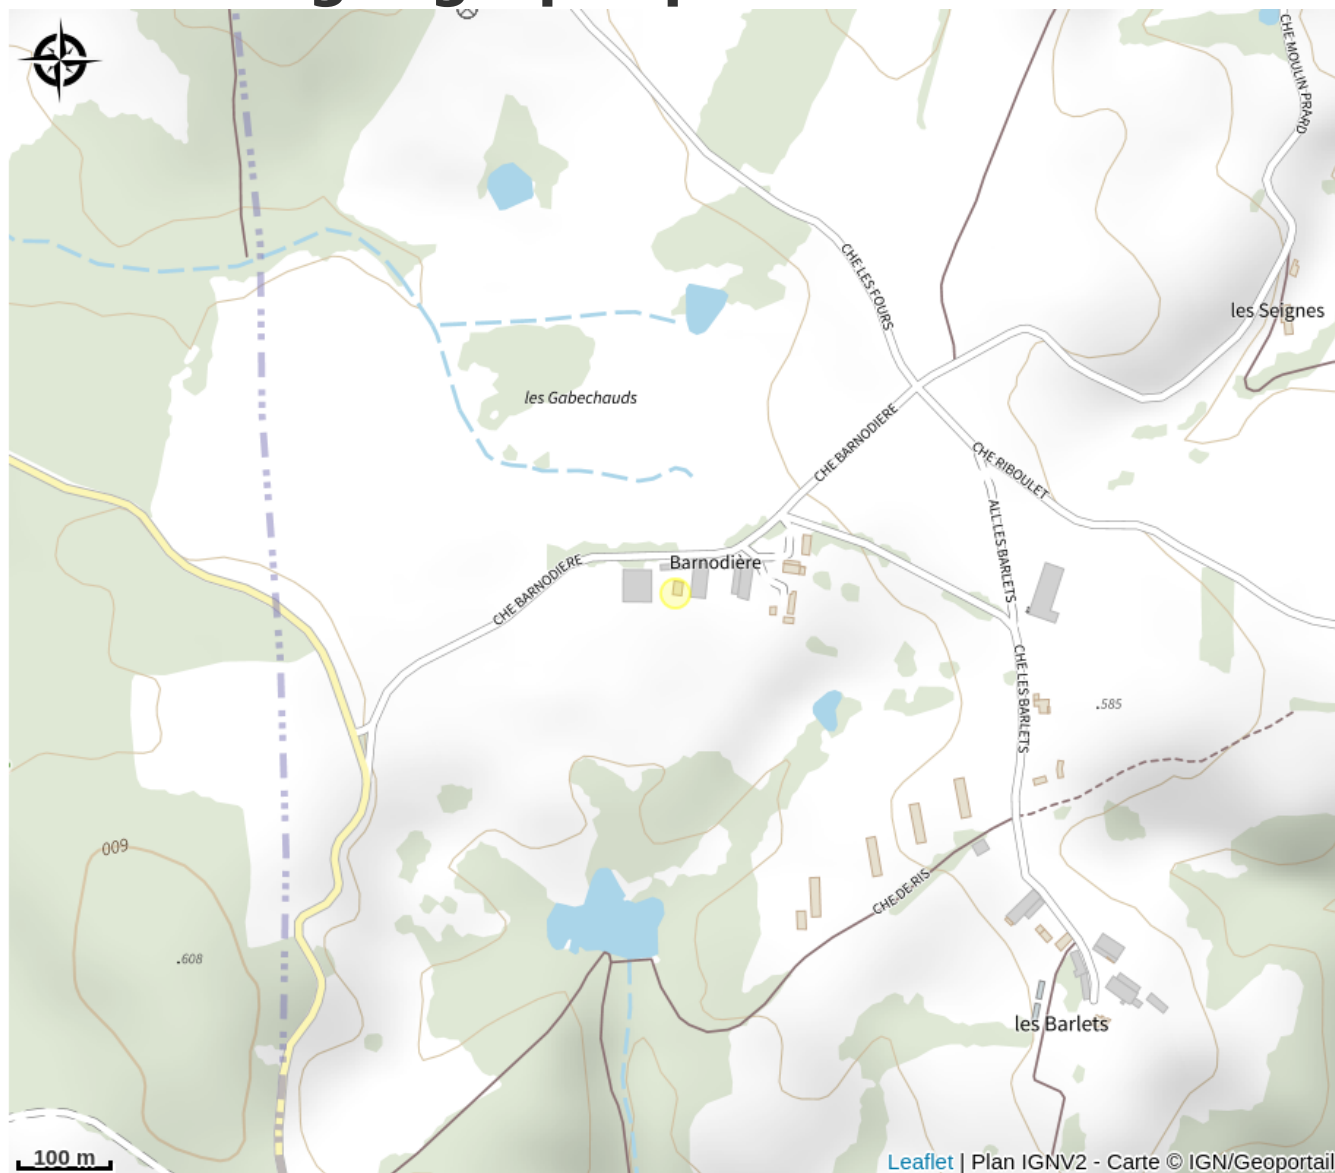 CHE MOULIN PRARD
CHE LES FOURS
les Seignes
les Gabechauds
CHE BARNODIERE
CHE RIBOULET
ALL LES BARLETS
Barnodière
CHE BARNODIERE
CHE LES BARLETS
.585
600
CHE DE RIS
.608
les Barlets
100 m
Leaflet | Plan IGNV2 - Carte © IGN/Geoportail